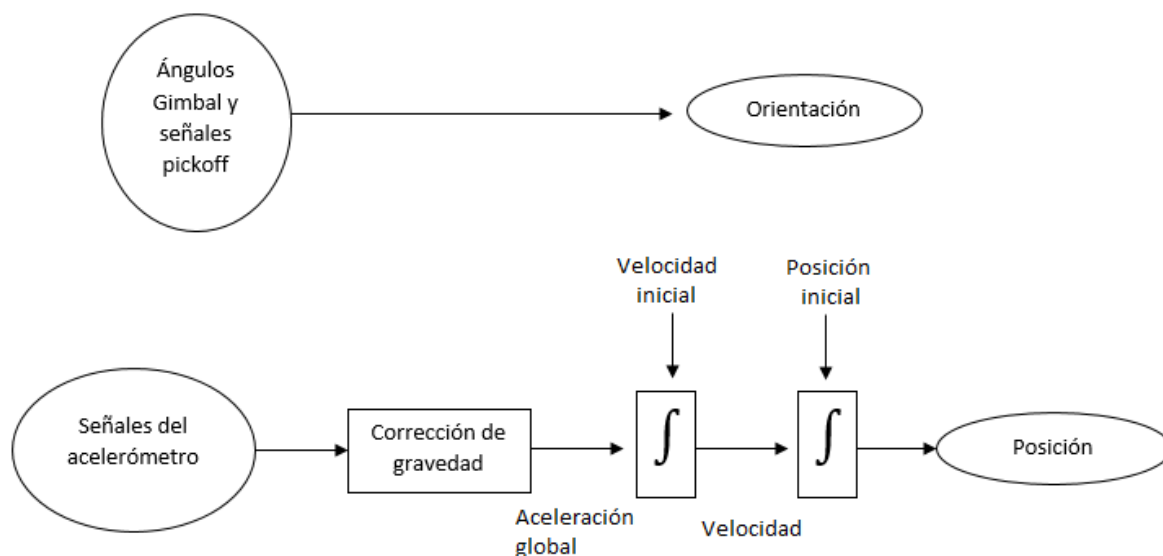 Ángulos
Gimbal y
señales
pickoff
Orientación
Velocidad
inicial
Posición
inicial
Señales del
acelerómetro
Corrección de
gravedad
∫
∫
Posición
Aceleración
global
Velocidad